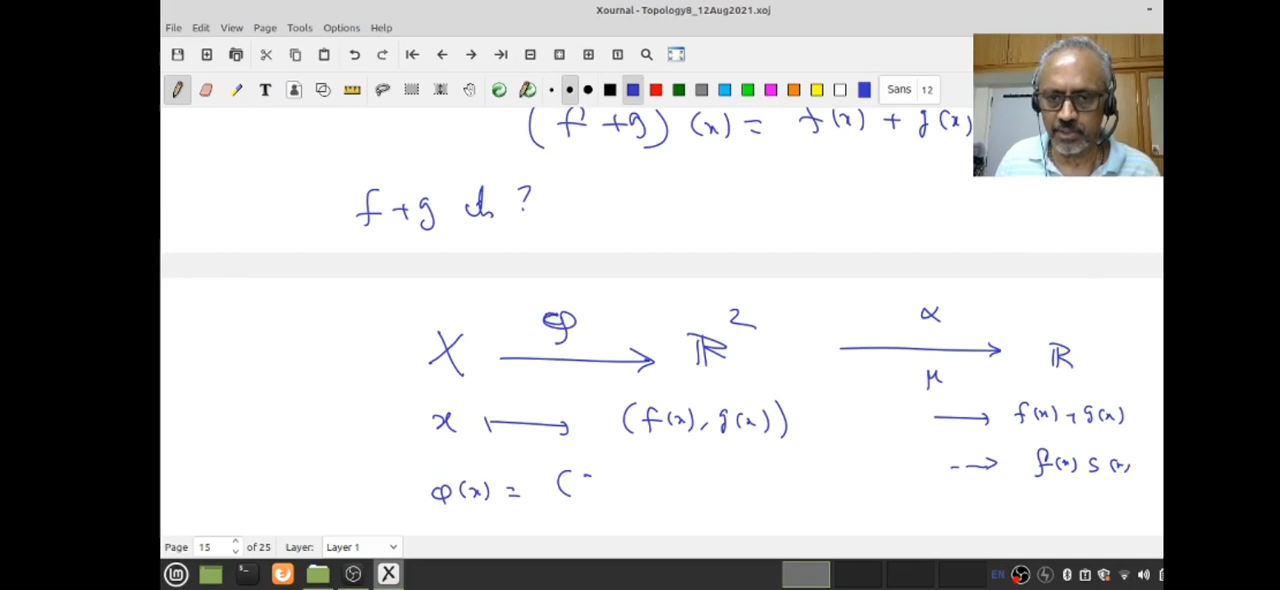 Xournal - Topology8_12Aug2021.xoj
File Edit View Page Tools Options Help
Sans 12
(f+g)(x) = f(x) + g(x)
f+g cts ?
X φ→ ℝ² α→ ℝ
μ
x ↦ (f(x), g(x)) → f(x)+g(x)
--→ f(x) g(x)
φ(x) = (
Page 15 of 25 Layer: Layer 1
EN